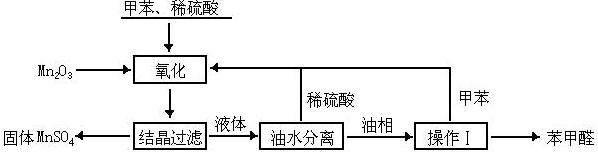 甲苯、稀硫酸
Mn₂O₃
氧化
稀硫酸
甲苯
固体MnSO₄
结晶过滤
液体
油水分离
油相
操作Ⅰ
苯甲醛